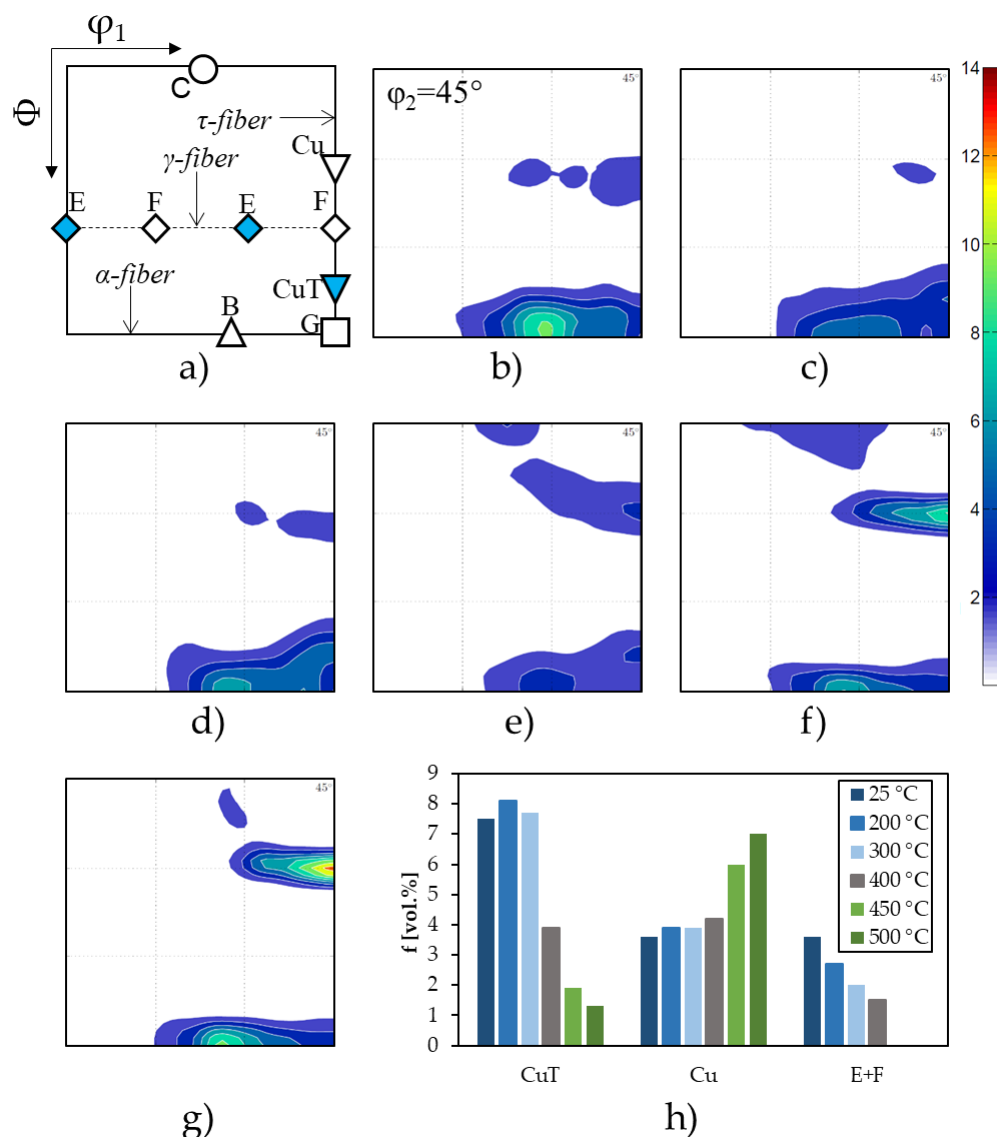 φ1
Φ
C
τ-fiber
Cu
γ-fiber
E
F
E
F
α-fiber
CuT
B
G
a)
φ2=45°
45°
b)
45°
c)
14
12
10
8
6
4
2
45°
d)
45°
e)
45°
f)
45°
g)
9
8
7
6
5
4
3
2
1
0
f [vol.%]
25 °C
200 °C
300 °C
400 °C
450 °C
500 °C
CuT
Cu
E+F
h)